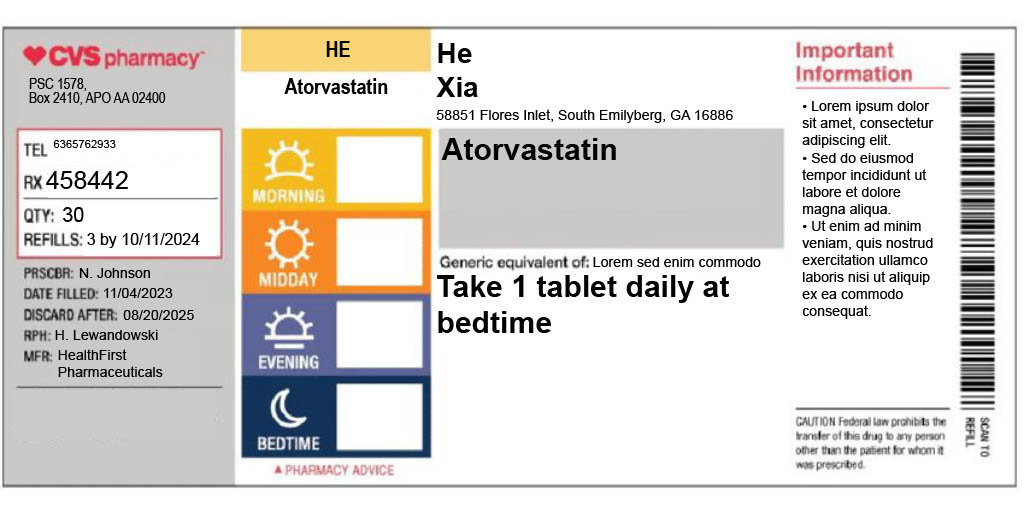 CVS pharmacy
PSC 1578,
Box 2410, APO AA 02400
TEL 6365762933
RX 458442
QTY: 30
REFILLS: 3 by 10/11/2024
PRSCBR: N. Johnson
DATE FILLED: 11/04/2023
DISCARD AFTER: 08/20/2025
RPH: H. Lewandowski
MFR: HealthFirst
Pharmaceuticals
HE
Atorvastatin
MORNING
MIDDAY
EVENING
BEDTIME
▲ PHARMACY ADVICE
He
Xia
58851 Flores Inlet, South Emilyberg, GA 16886
Atorvastatin
Generic equivalent of: Lorem sed enim commodo
Take 1 tablet daily at
bedtime
Important
Information
• Lorem ipsum dolor
sit amet, consectetur
adipiscing elit.
• Sed do eiusmod
tempor incididunt ut
labore et dolore
magna aliqua.
• Ut enim ad minim
veniam, quis nostrud
exercitation ullamco
laboris nisi ut aliquip
ex ea commodo
consequat.
CAUTION Federal law prohibits the
transfer of this drug to any person
other than the patient for whom it
was prescribed.
SCAN TO
REFILL